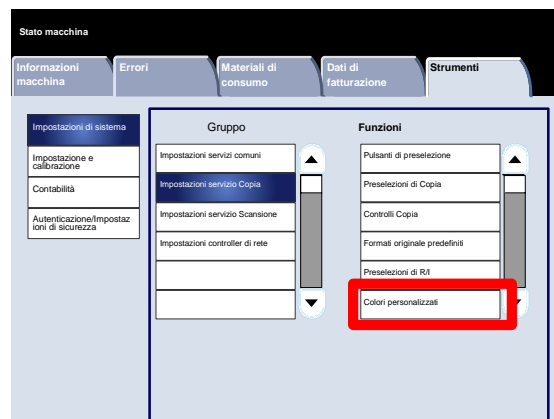 Stato macchina
Informazioni
macchina
Errori
Materiali di
consumo
Dati di
fatturazione
Strumenti
Impostazioni di sistema
Impostazione e
calibrazione
Contabilità
Autenticazione/Impostaz
ioni di sicurezza
Gruppo
Impostazioni servizi comuni
Impostazioni servizio Copia
Impostazioni servizio Scansione
Impostazioni controller di rete
Funzioni
Pulsanti di preselezione
Preselezioni di Copia
Controlli Copia
Formati originale predefiniti
Preselezioni di R/I
Colori personalizzati